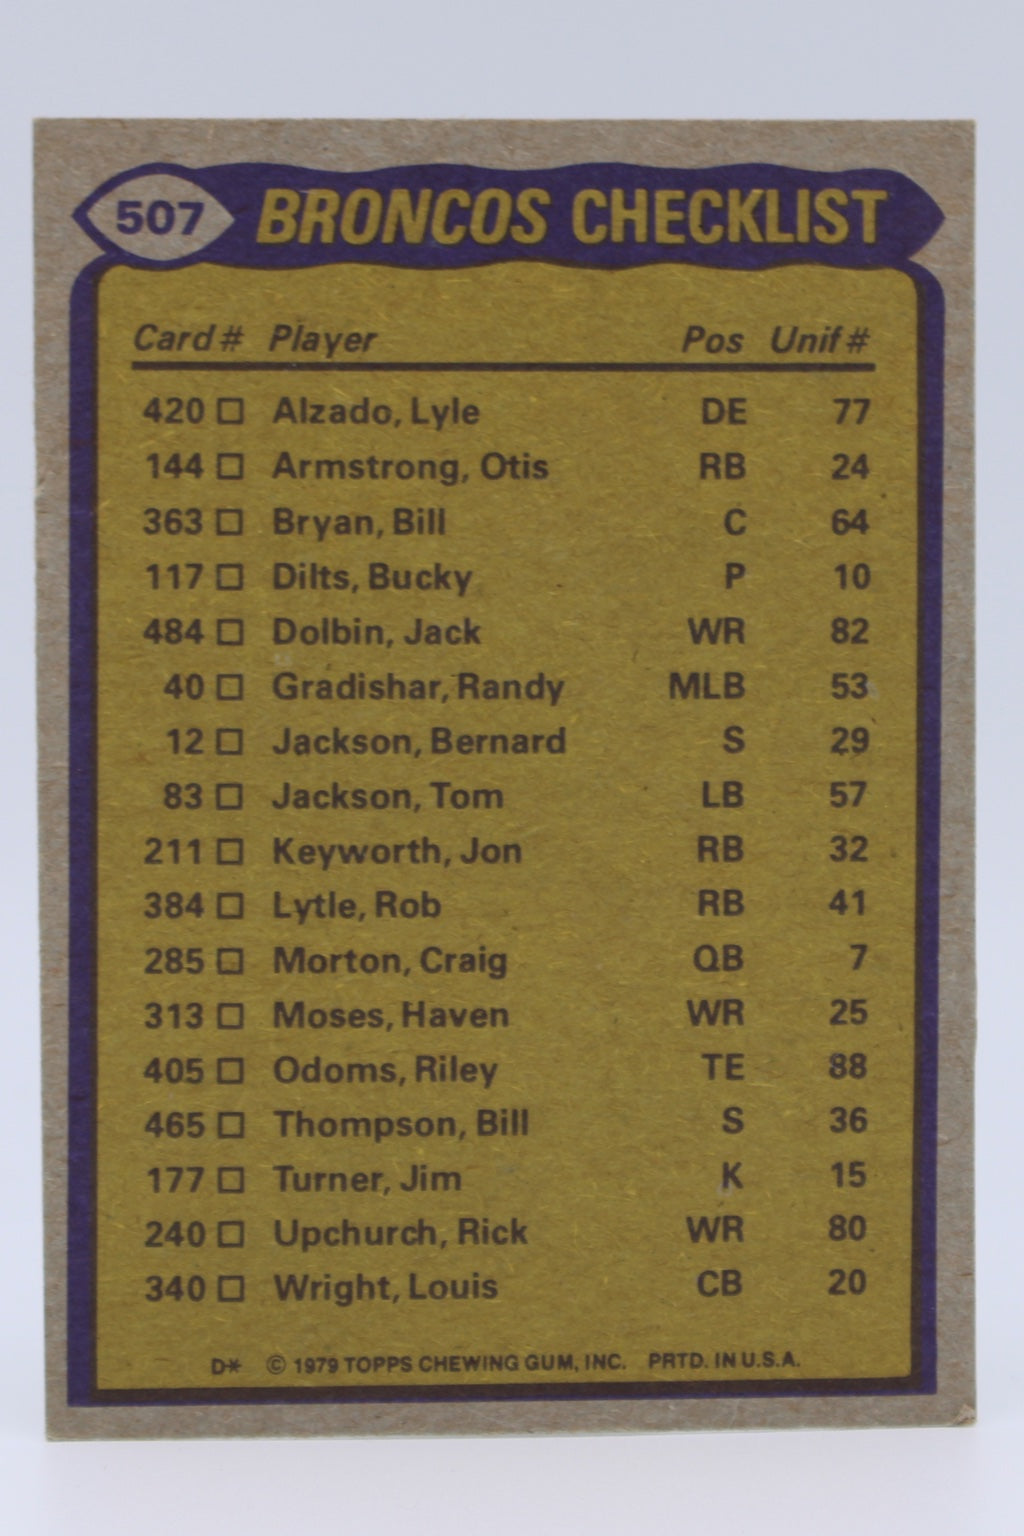 507 BRONCOS CHECKLIST
Card # Player Pos Unif #
420 □ Alzado, Lyle DE 77
144 □ Armstrong, Otis RB 24
363 □ Bryan, Bill C 64
117 □ Dilts, Bucky P 10
484 □ Dolbin, Jack WR 82
40 □ Gradishar, Randy MLB 53
12 □ Jackson, Bernard S 29
83 □ Jackson, Tom LB 57
211 □ Keyworth, Jon RB 32
384 □ Lytle, Rob RB 41
285 □ Morton, Craig QB 7
313 □ Moses, Haven WR 25
405 □ Odoms, Riley TE 88
465 □ Thompson, Bill S 36
177 □ Turner, Jim K 15
240 □ Upchurch, Rick WR 80
340 □ Wright, Louis CB 20
D* © 1979 TOPPS CHEWING GUM, INC. PRTD. IN U.S.A.